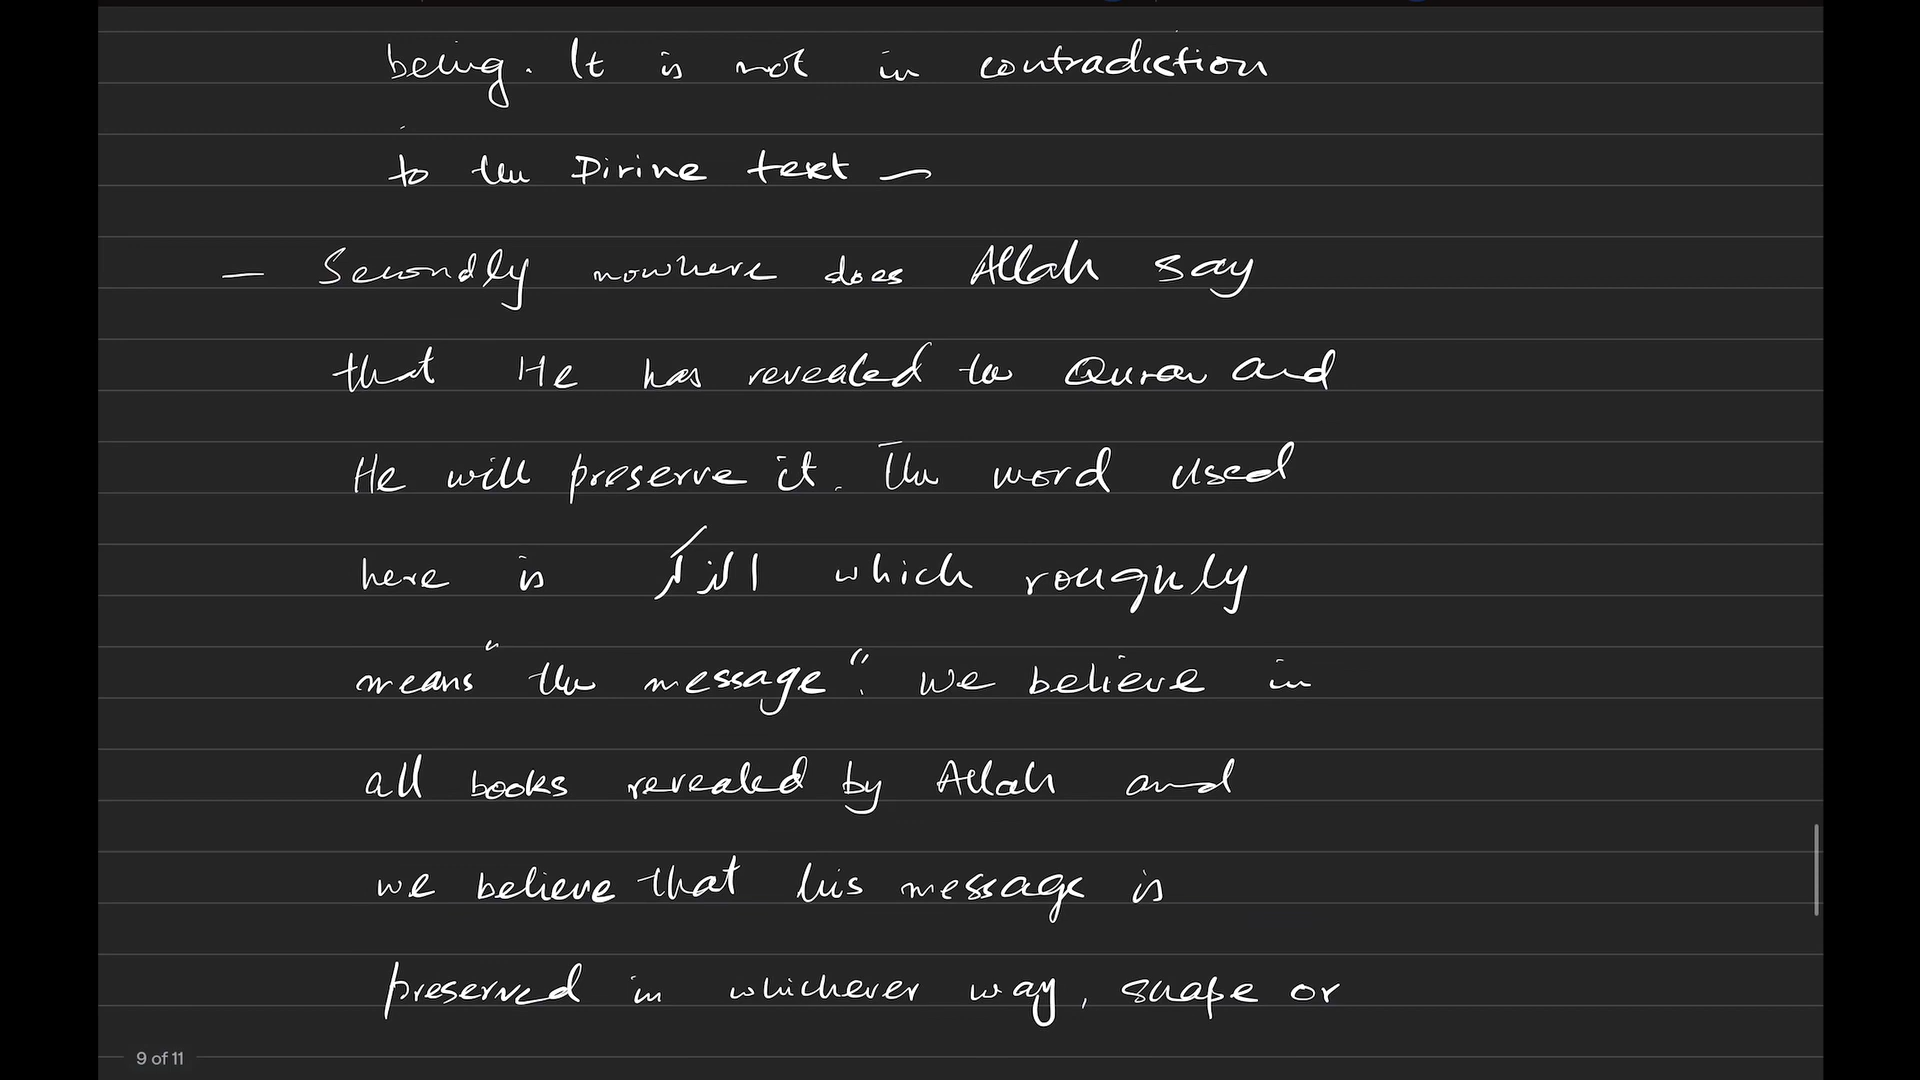 being. It is not in contradiction
to the Divine text
— Secondly nowhere does Allah say
that He has revealed to Quran and
He will preserve it. The word used
here is الذكر which roughly
means "the message". We believe in
all books revealed by Allah and
we believe that his message is
preserved in whichever way, shape or
9 of 11